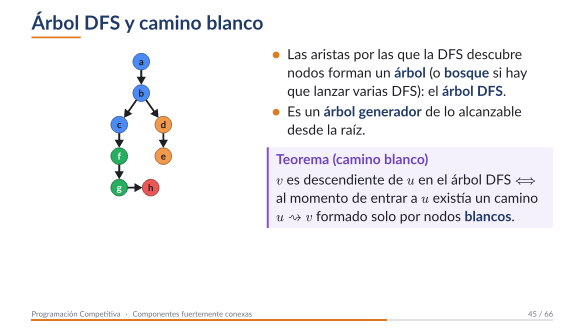 Árbol DFS y camino blanco
a
b
c
d
f
e
g
h
Las aristas por las que la DFS descubre
nodos forman un árbol (o bosque si hay
que lanzar varias DFS): el árbol DFS.
Es un árbol generador de lo alcanzable
desde la raíz.
Teorema (camino blanco)
v es descendiente de u en el árbol DFS ⟺
al momento de entrar a u existía un camino
u ⇝ v formado solo por nodos blancos.
Programación Competitiva · Componentes fuertemente conexas
45 / 66